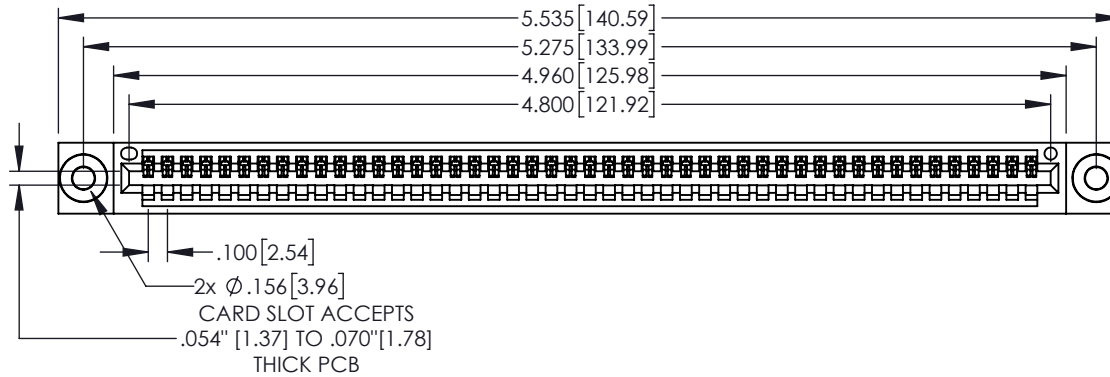 5.535[140.59]
5.275[133.99]
4.960[125.98]
4.800[121.92]
.100[2.54]
2x Ø.156[3.96]
CARD SLOT ACCEPTS
.054" [1.37] TO .070"[1.78]
THICK PCB